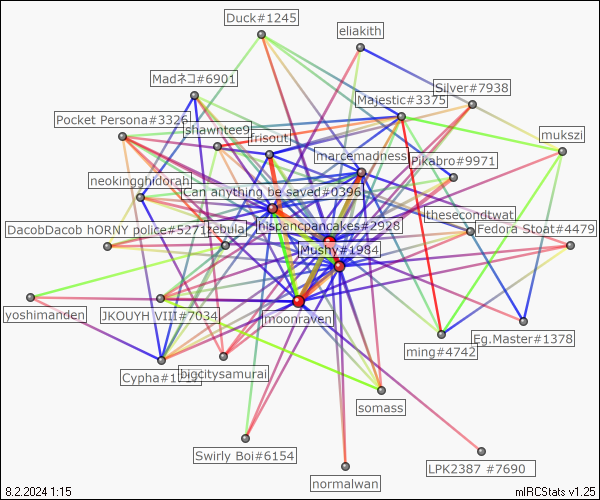 Duck#1245
eliakith
Madネコ#6901
Silver#7938
Majestic#3375
Pocket Persona#3326
shawntee9
frisout
mukszi
marcemadness
Pikabro#9971
neokingghidorah
Can anything be saved#0396
thesecondtwat
DacobDacob hORNY police#5271
zebula
hispancpancakes#2928
Fedora Stoat#4479
Mushy#1984
yoshimanden
JKOUYH VIII#7034
moonraven
Eg.Master#1378
ming#4742
Cypha#1717
bigcitysamurai
somass
Swirly Boi#6154
LPK2387 #7690
normalwan
8.2.2024 1:15
mIRCStats v1.25